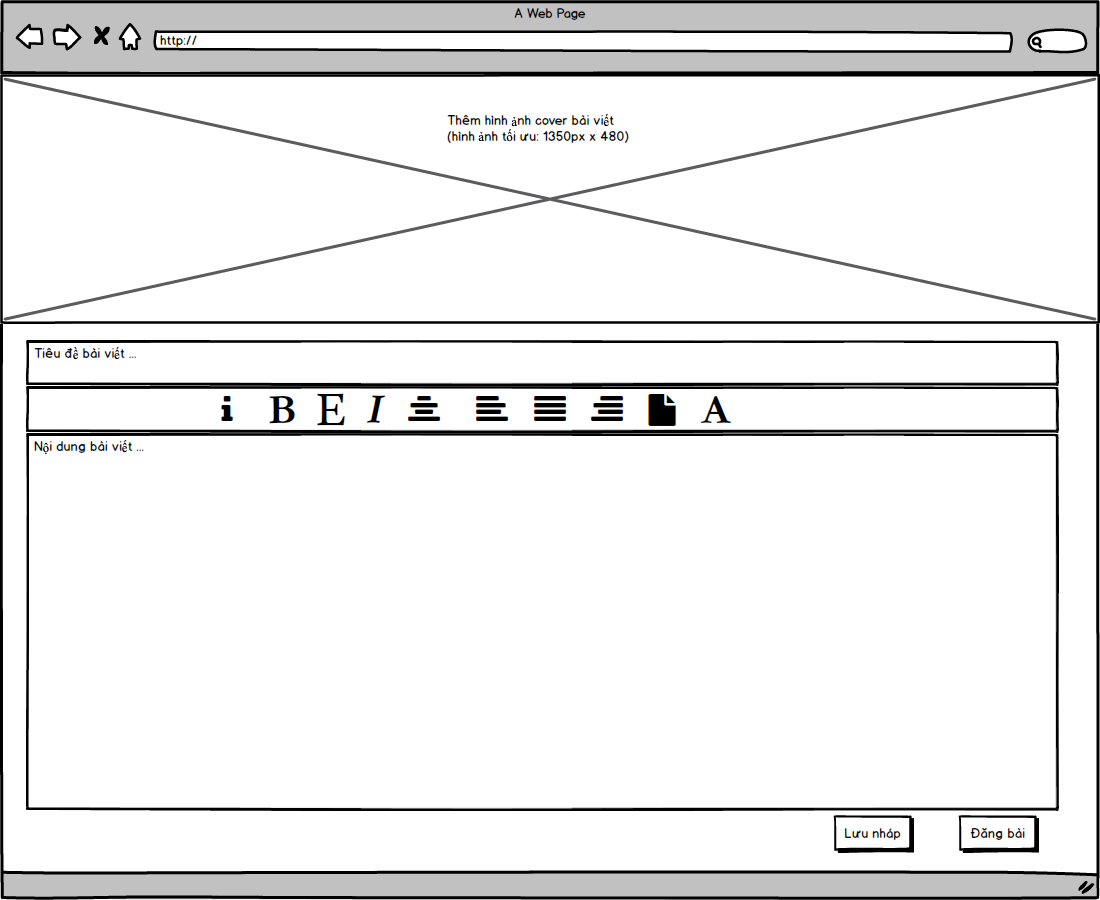 A Web Page
http://
Thêm hình ảnh cover bài viết
(hình ảnh tối ưu: 1350px x 480)
Tiêu đề bài viết ...
i B E I A
Nội dung bài viết ...
Lưu nháp Đăng bài